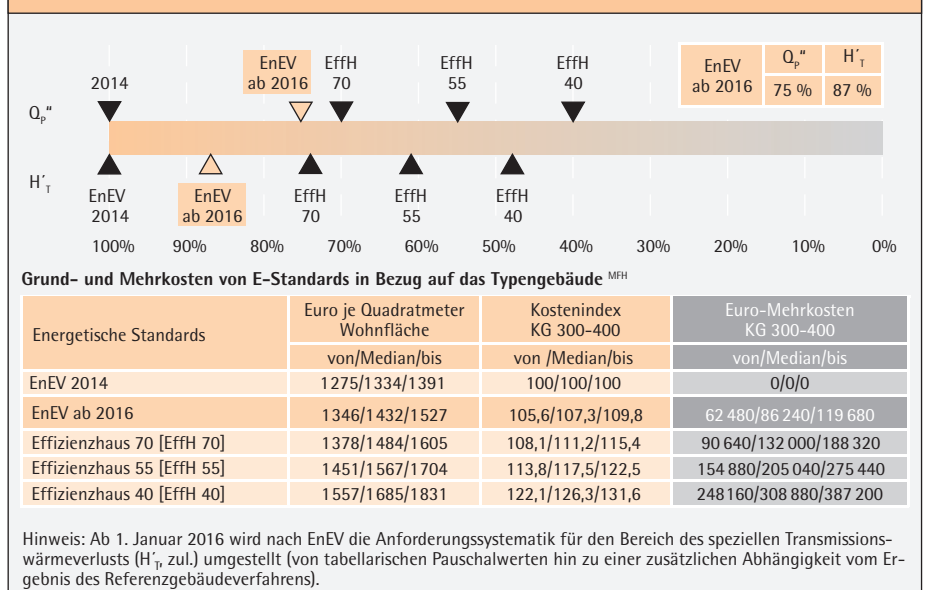 EnEV
ab 2016
EffH
70
EffH
55
EffH
40
2014
EnEV
ab 2016
Qp“ H´T
75 % 87 %
Qp“
H´T
EnEV
2014
EnEV
ab 2016
EffH
70
EffH
55
EffH
40
100% 90% 80% 70% 60% 50% 40% 30% 20% 10% 0%
Grund- und Mehrkosten von E-Standards in Bezug auf das Typengebäude MFH
Energetische Standards
Euro je Quadratmeter
Wohnfläche
Kostenindex
KG 300-400
Euro-Mehrkosten
KG 300-400
von/Median/bis von /Median/bis von/Median/bis
EnEV 2014 1275/1334/1391 100/100/100 0/0/0
EnEV ab 2016 1346/1432/1527 105,6/107,3/109,8 62 480/86 240/119 680
Effizienzhaus 70 [EffH 70] 1378/1484/1605 108,1/111,2/115,4 90 640/132 000/188 320
Effizienzhaus 55 [EffH 55] 1451/1567/1704 113,8/117,5/122,5 154 880/205 040/275 440
Effizienzhaus 40 [EffH 40] 1557/1685/1831 122,1/126,3/131,6 248160/308 880/387 200
Hinweis: Ab 1. Januar 2016 wird nach EnEV die Anforderungssystematik für den Bereich des speziellen Transmissions-
wärmeverlusts (H´T, zul.) umgestellt (von tabellarischen Pauschalwerten hin zu einer zusätzlichen Abhängigkeit vom Er-
gebnis des Referenzgebäudeverfahrens).